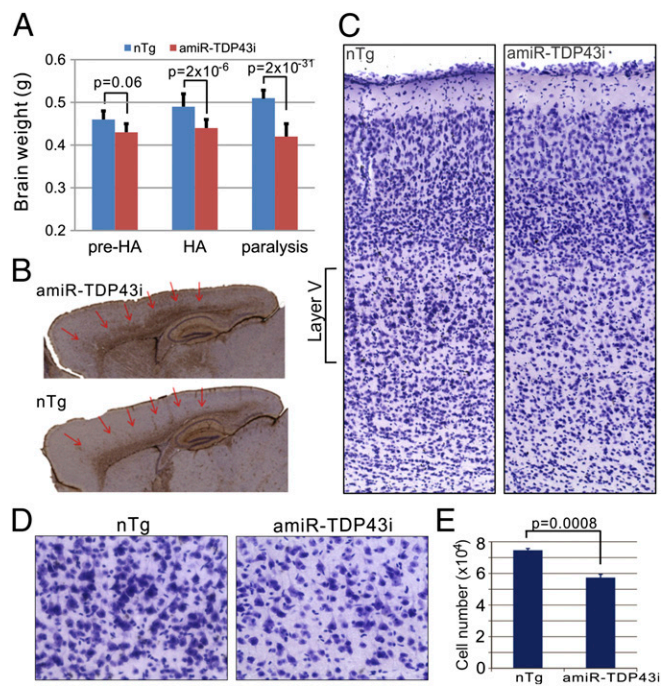 A
nTg amiR-TDP43i
Brain weight (g)
0.6
0.5
0.4
0.3
0.2
p=0.06
p=2x10-6
p=2x10-31
pre-HA HA paralysis
B
amiR-TDP43i
nTg
C
nTg amiR-TDP43i
Layer V
D
nTg amiR-TDP43i
E
p=0.0008
Cell number (x10⁴)
8
6
4
2
0
nTg amiR-TDP43i